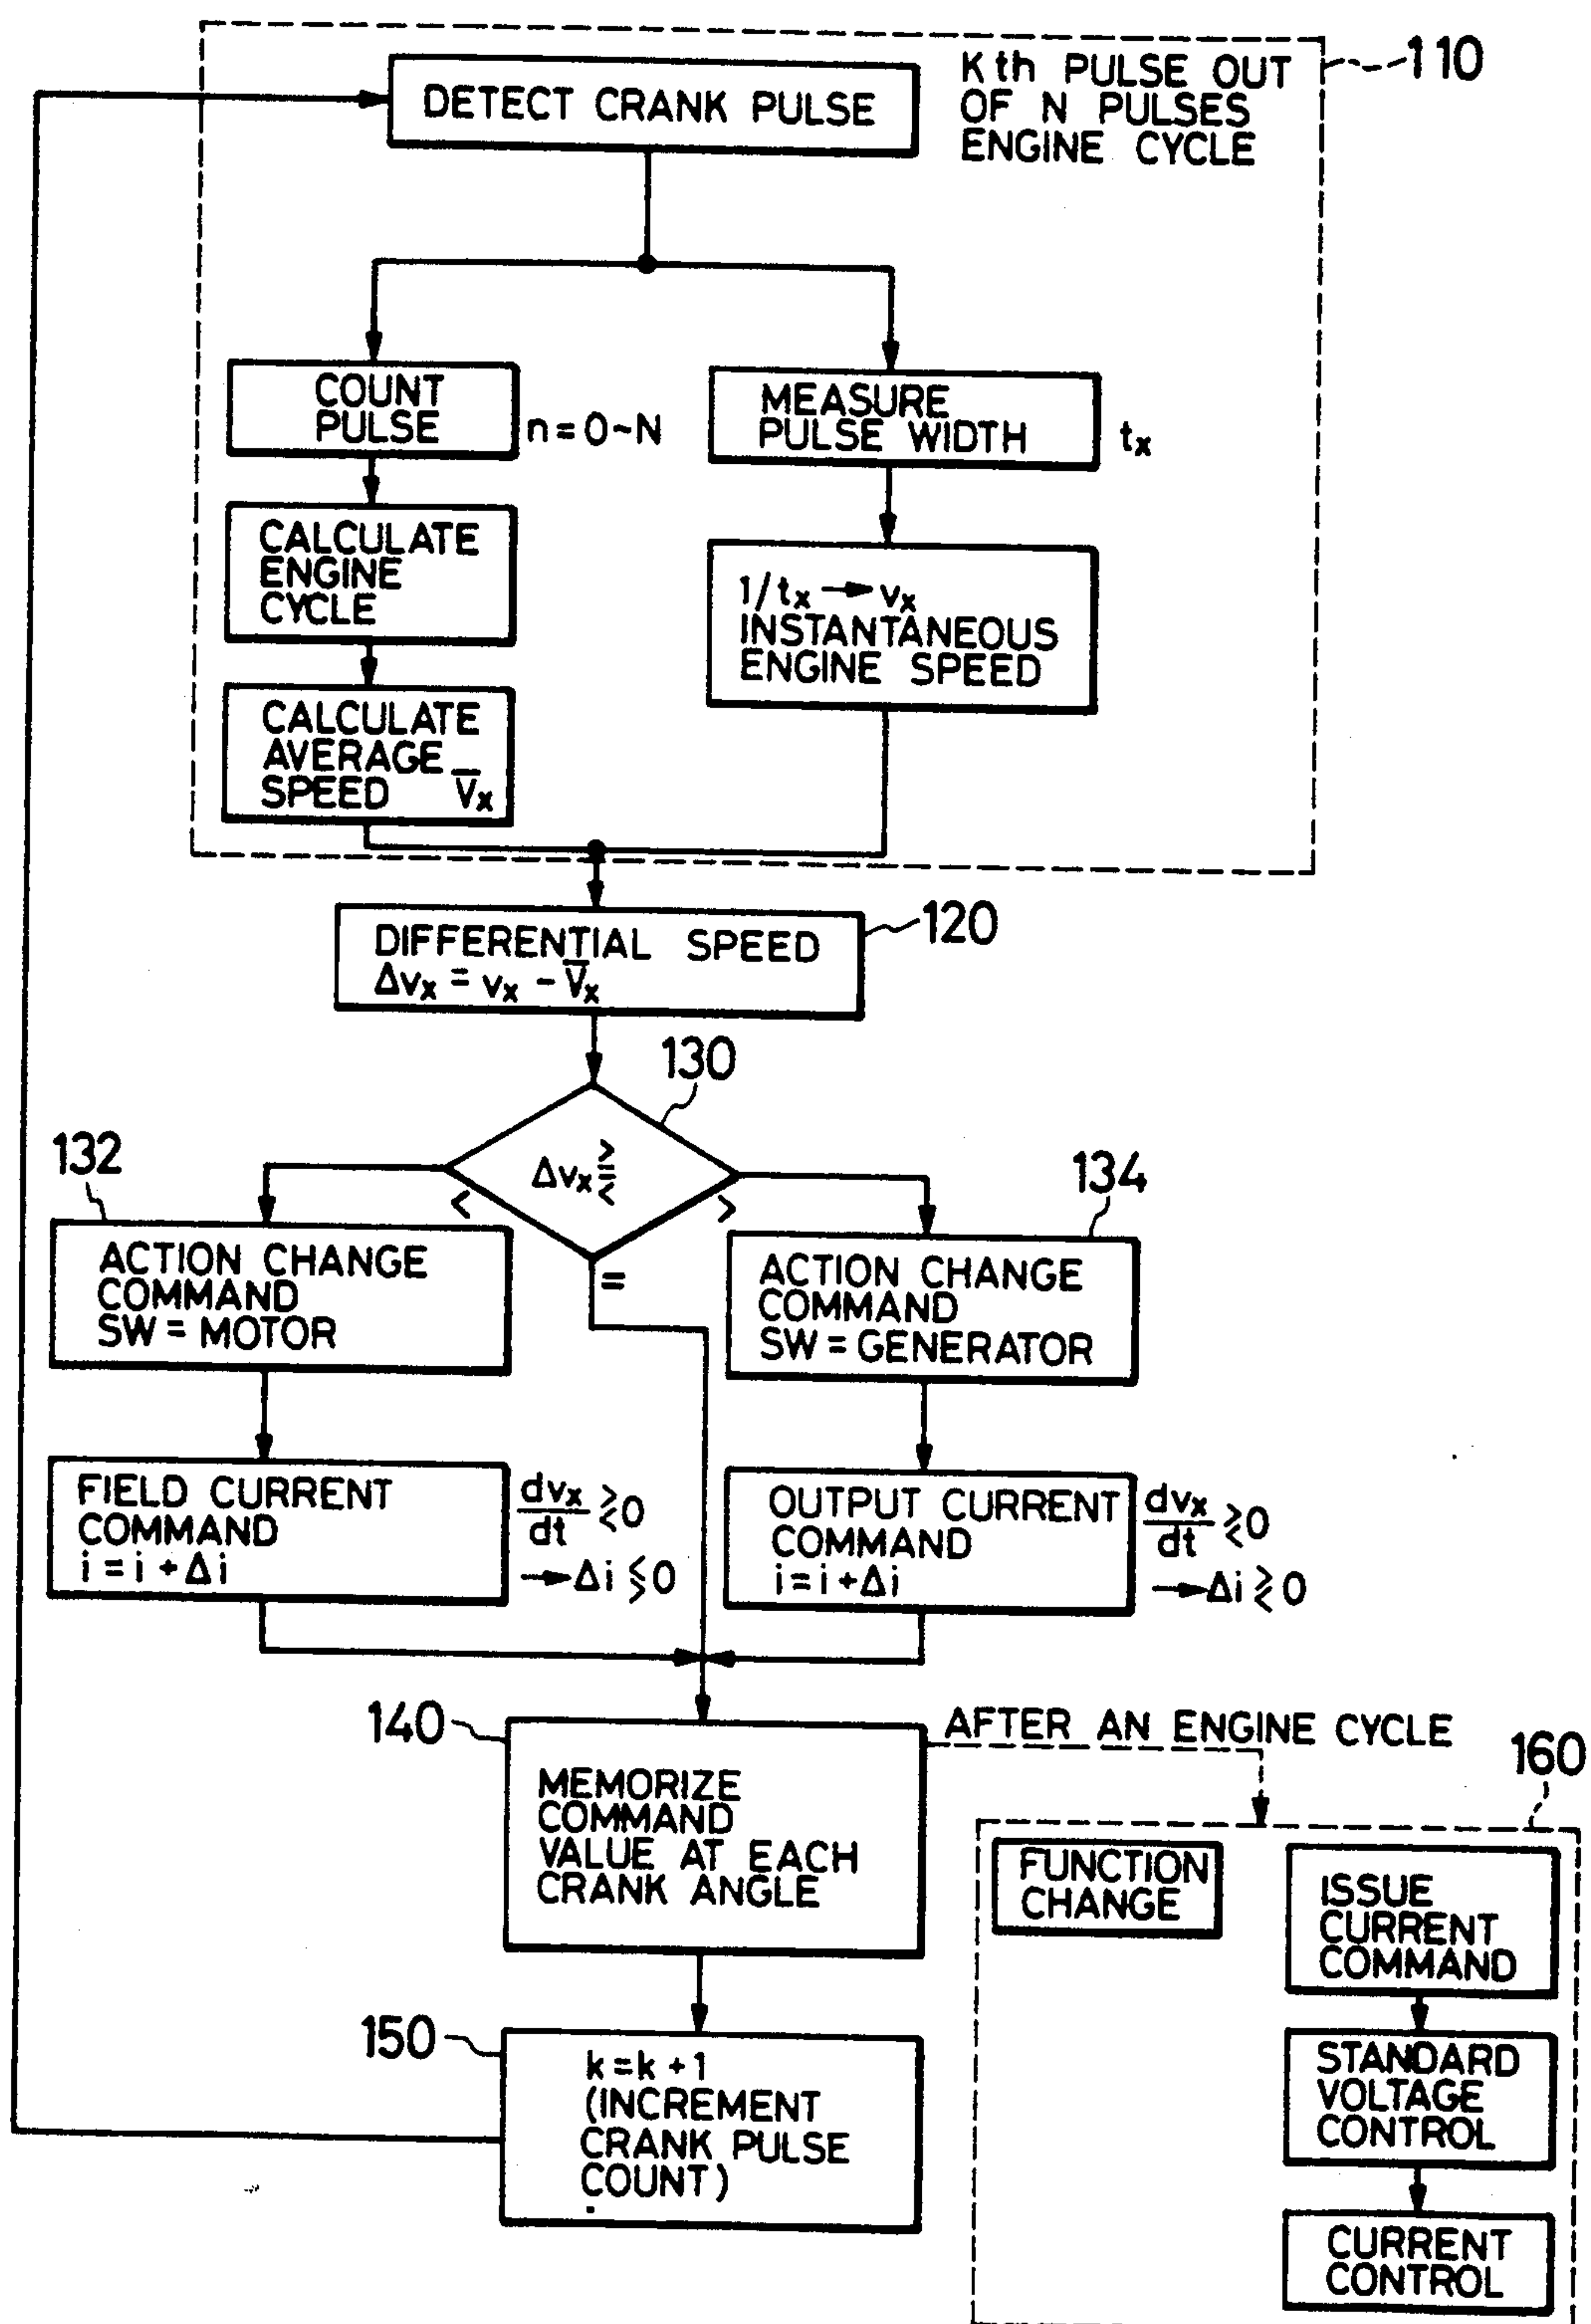 DETECT CRANK PULSE
Kth PULSE OUT
OF N PULSES
ENGINE CYCLE
110
COUNT
PULSE
n=0~N
MEASURE
PULSE WIDTH
tx
CALCULATE
ENGINE
CYCLE
1/tx → vx
INSTANTANEOUS
ENGINE SPEED
CALCULATE
AVERAGE
SPEED V̅x
120
DIFFERENTIAL SPEED
Δvx = vx - V̅x
130
Δvx >=<
<
>
=
132
ACTION CHANGE
COMMAND
SW = MOTOR
134
ACTION CHANGE
COMMAND
SW = GENERATOR
FIELD CURRENT
COMMAND
i = i + Δi
dvx/dt ≷ 0
→ Δi ≶ 0
OUTPUT CURRENT
COMMAND
i = i + Δi
dvx/dt ≷ 0
→ Δi ≷ 0
140
MEMORIZE
COMMAND
VALUE AT EACH
CRANK ANGLE
AFTER AN ENGINE CYCLE
160
FUNCTION
CHANGE
ISSUE
CURRENT
COMMAND
STANDARD
VOLTAGE
CONTROL
CURRENT
CONTROL
150
k = k + 1
(INCREMENT
CRANK PULSE
COUNT)